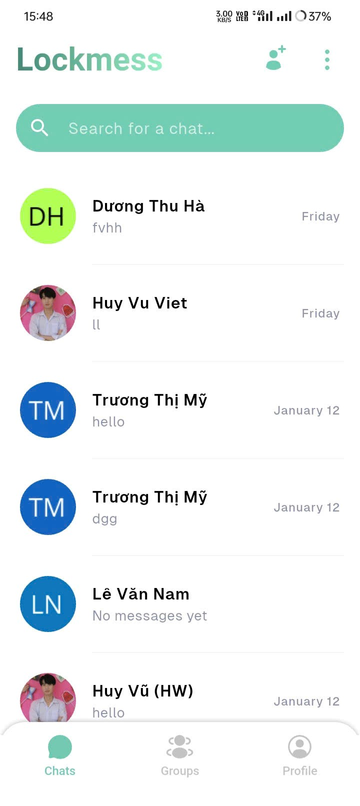 15:48
3.00 KB/S VoD LTE 4G 37%
Lockmess
Search for a chat...
DH
Dương Thu Hà
fvhh
Friday
Huy Vu Viet
ll
Friday
TM
Trương Thị Mỹ
hello
January 12
TM
Trương Thị Mỹ
dgg
January 12
LN
Lê Văn Nam
No messages yet
Huy Vũ (HW)
hello
January 12
Chats
Groups
Profile